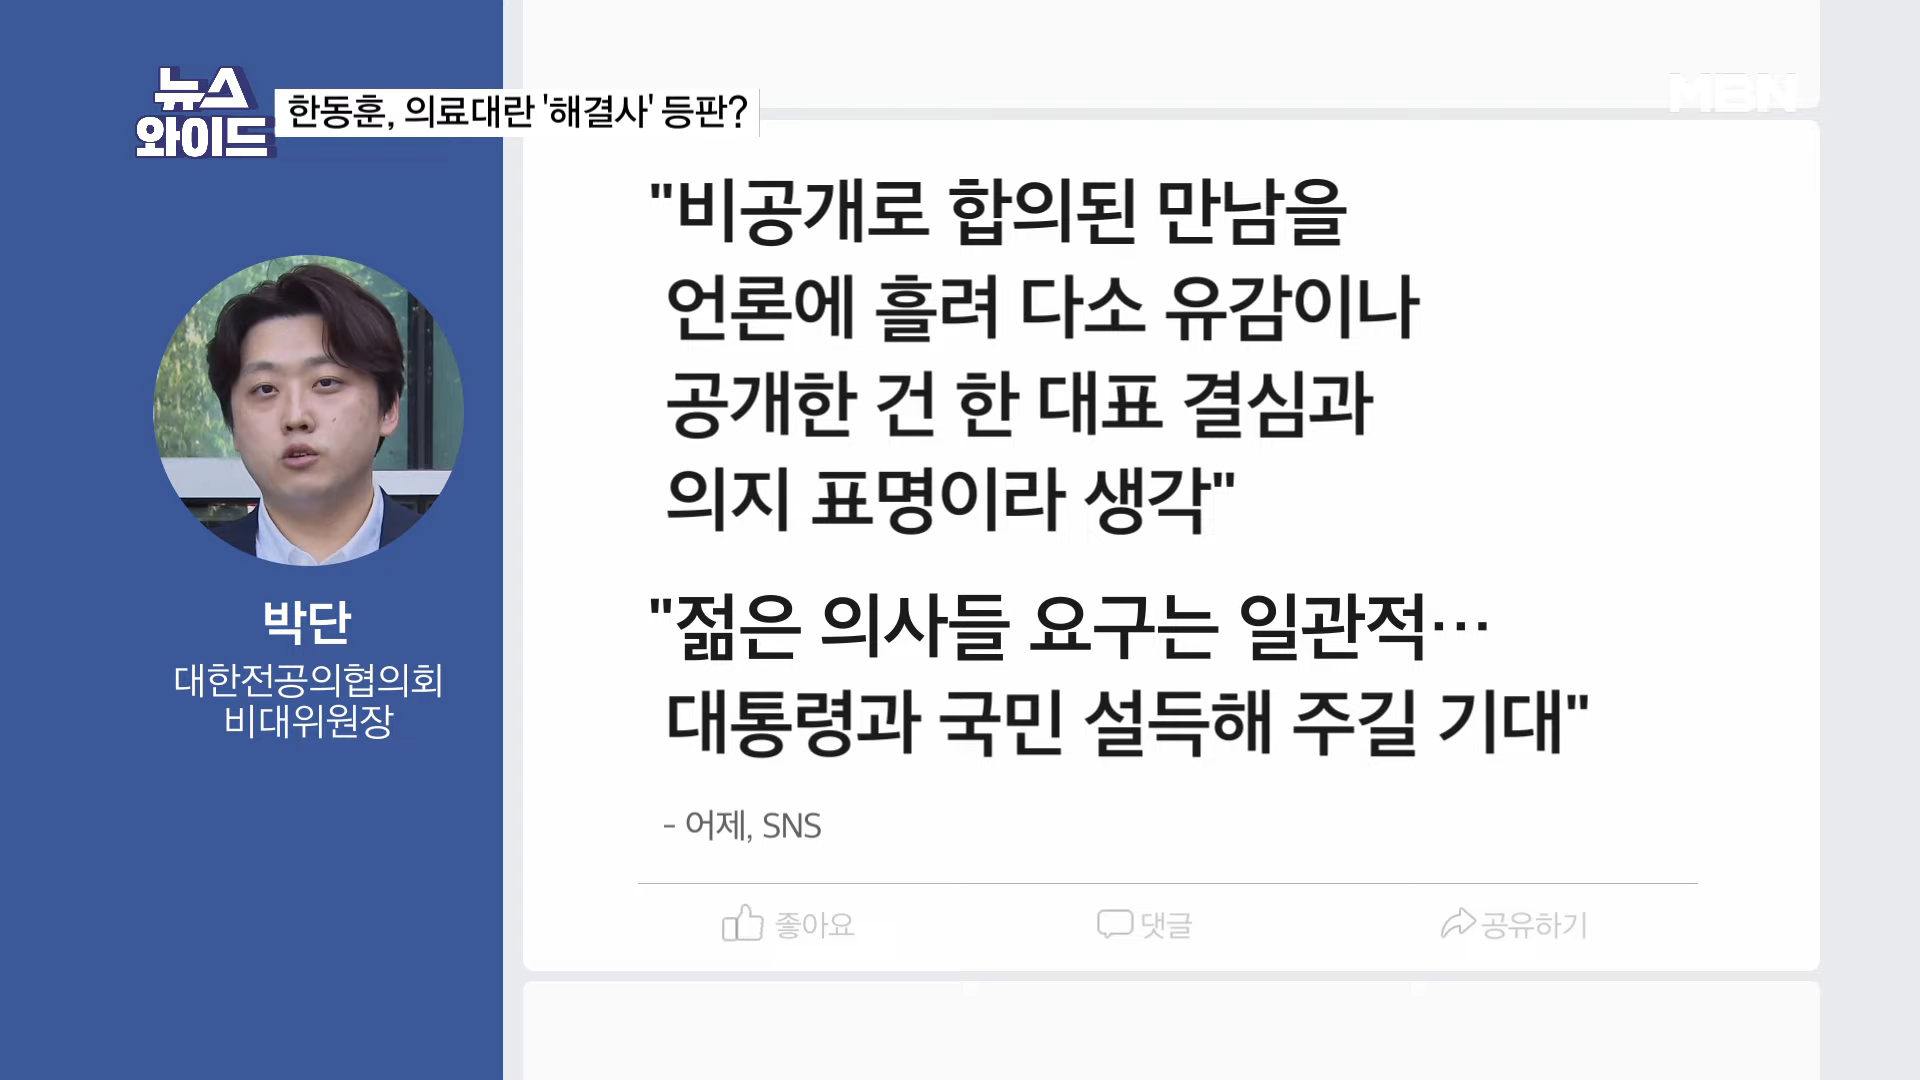 뉴스
와이드
한동훈, 의료대란 '해결사' 등판?
MBN
"비공개로 합의된 만남을
언론에 흘려 다소 유감이나
공개한 건 한 대표 결심과
의지 표명이라 생각"
"젊은 의사들 요구는 일관적…
대통령과 국민 설득해 주길 기대"
- 어제, SNS
좋아요
댓글
공유하기
박단
대한전공의협의회
비대위원장